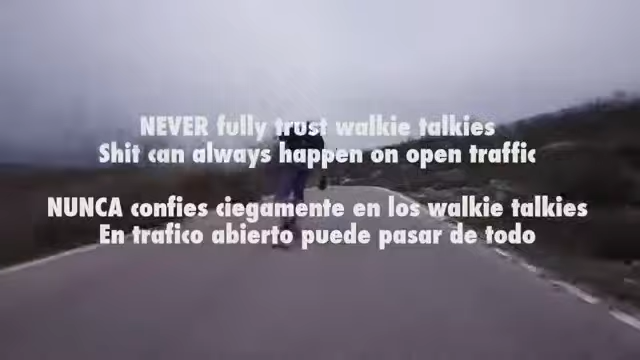 NEVER fully trust walkie talkies
Shit can always happen on open traffic
NUNCA confies ciegamente en los walkie talkies
En trafico abierto puede pasar de todo